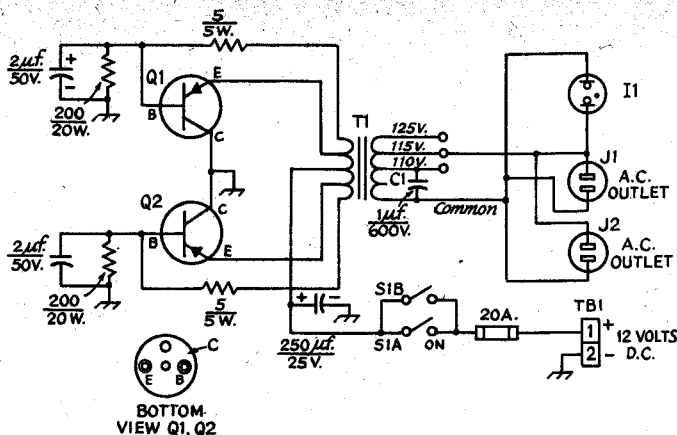 5
5W.
2µf.
50V.
+
-
200
20W.
Q1
E
B
C
T1
125V.
115V.
110V.
C1
1µf.
600V.
Common
I1
J1
A.C.
OUTLET
J2
A.C.
OUTLET
Q2
C
B
E
2µf.
50V.
200
20W.
5
5W.
+
-
250µf.
25V.
S1B
S1A
ON
20A.
TB1
1
+
2
-
12 VOLTS
D.C.
C
E
B
BOTTOM
VIEW Q1, Q2